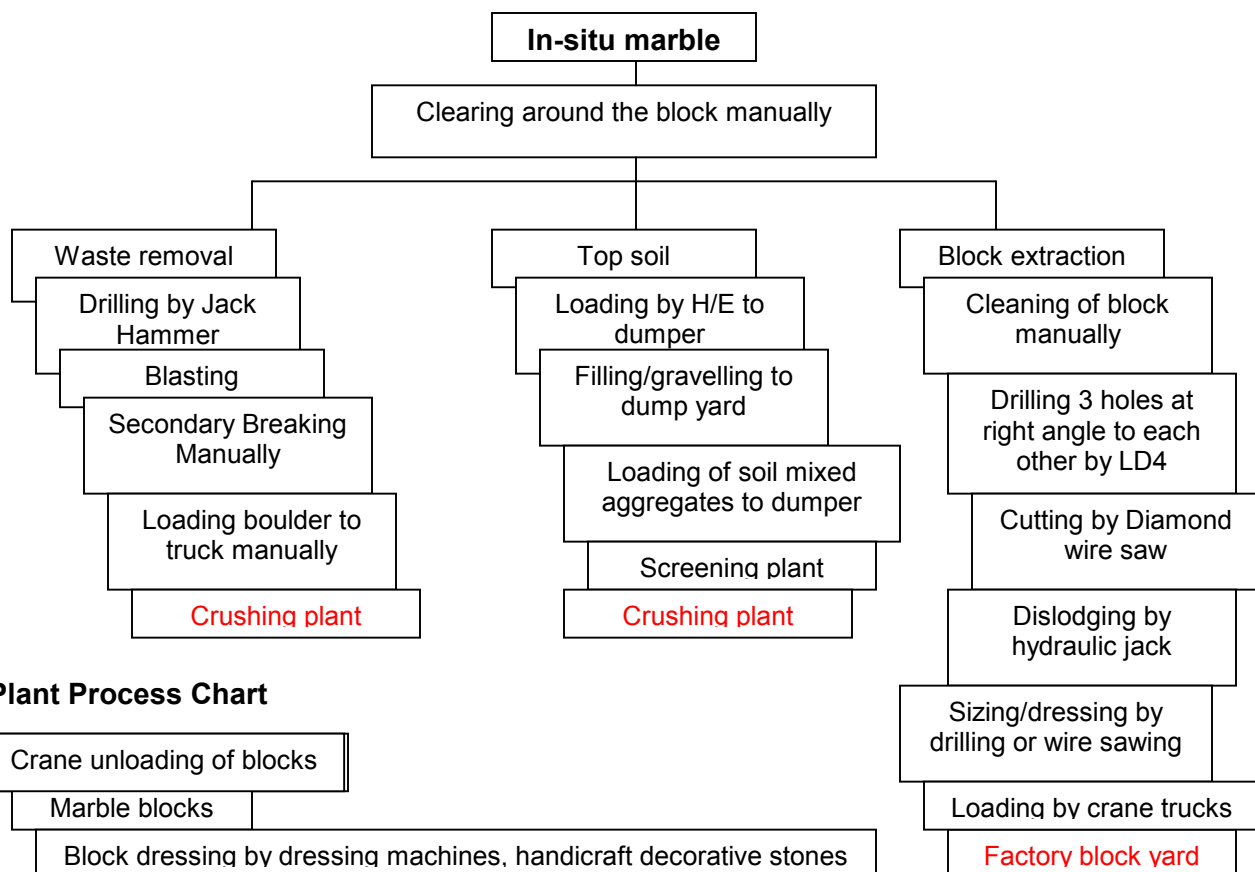 In-situ marble
Clearing around the block manually
Waste removal
Drilling by Jack
Hammer
Blasting
Secondary Breaking
Manually
Loading boulder to
truck manually
Crushing plant
Top soil
Loading by H/E to
dumper
Filling/gravelling to
dump yard
Loading of soil mixed
aggregates to dumper
Screening plant
Crushing plant
Block extraction
Cleaning of block
manually
Drilling 3 holes at
right angle to each
other by LD4
Cutting by Diamond
wire saw
Dislodging by
hydraulic jack
Sizing/dressing by
drilling or wire sawing
Loading by crane trucks
Factory block yard
Plant Process Chart
Crane unloading of blocks
Marble blocks
Block dressing by dressing machines, handicraft decorative stones